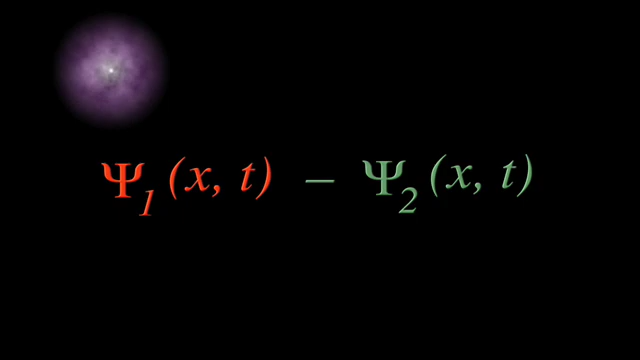 Ψ₁(x, t) – Ψ₂(x, t)